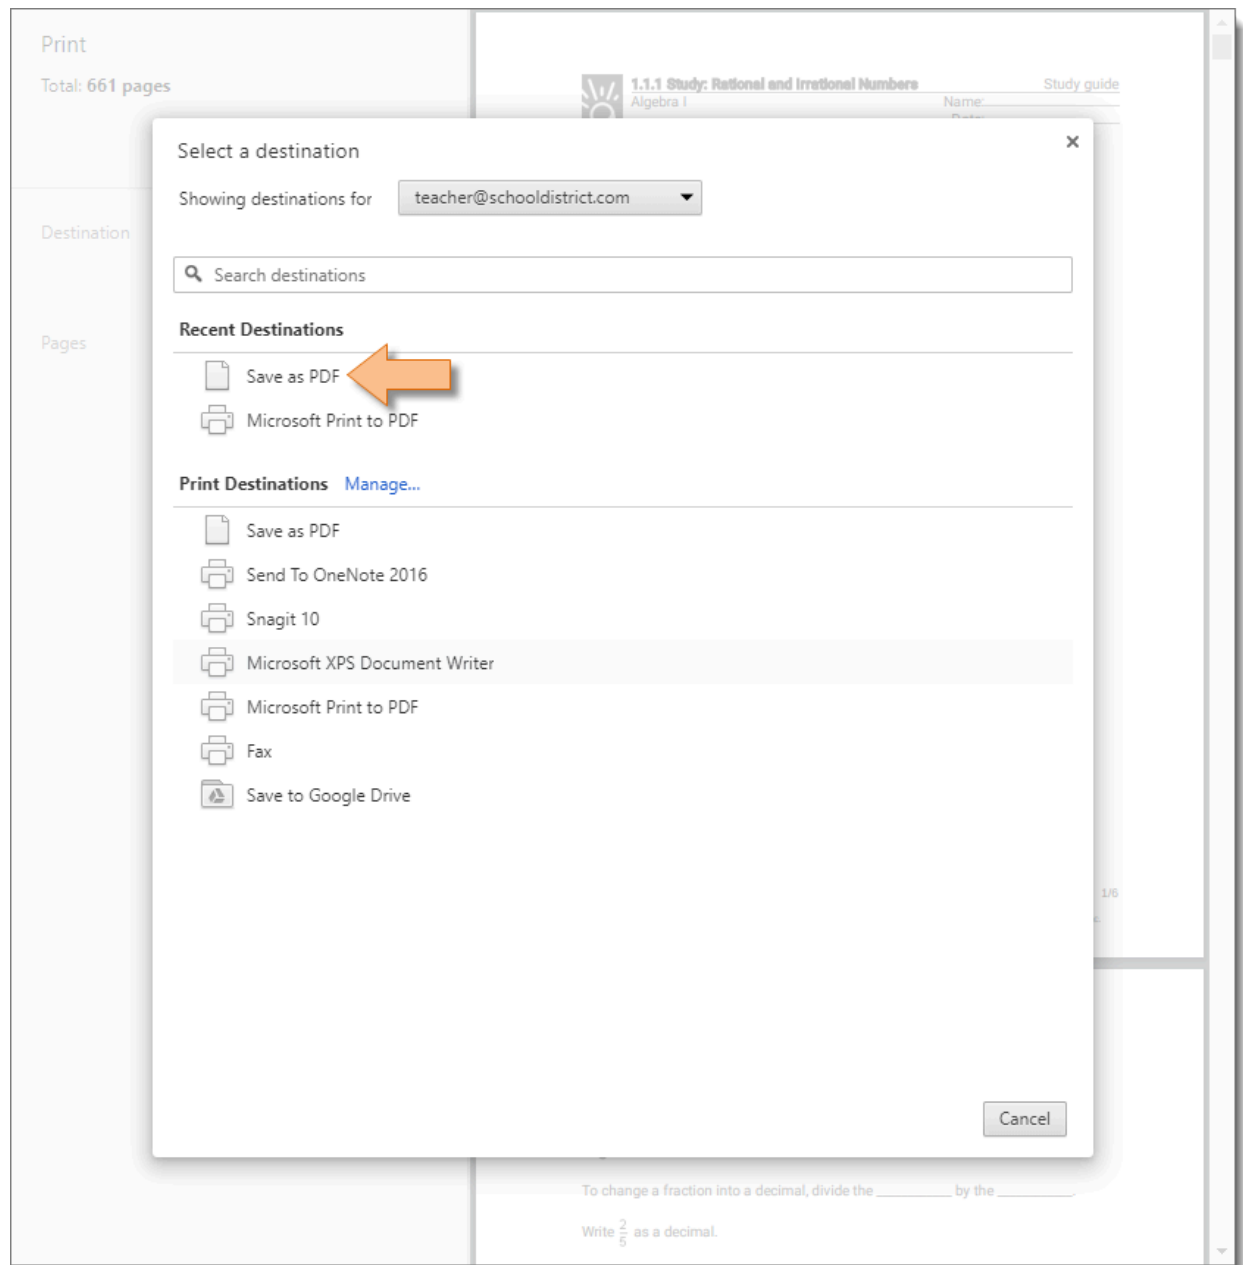 Print
Total: 661 pages
Destination
Pages
1.1.1 Study: Rational and Irrational Numbers Study guide
Algebra I Name:
Date:
Select a destination
Showing destinations for teacher@schooldistrict.com
Search destinations
Recent Destinations
Save as PDF
Microsoft Print to PDF
Print Destinations Manage...
Save as PDF
Send To OneNote 2016
Snagit 10
Microsoft XPS Document Writer
Microsoft Print to PDF
Fax
Save to Google Drive
1/6
Cancel
To change a fraction into a decimal, divide the __________ by the __________.
Write 2/5 as a decimal.